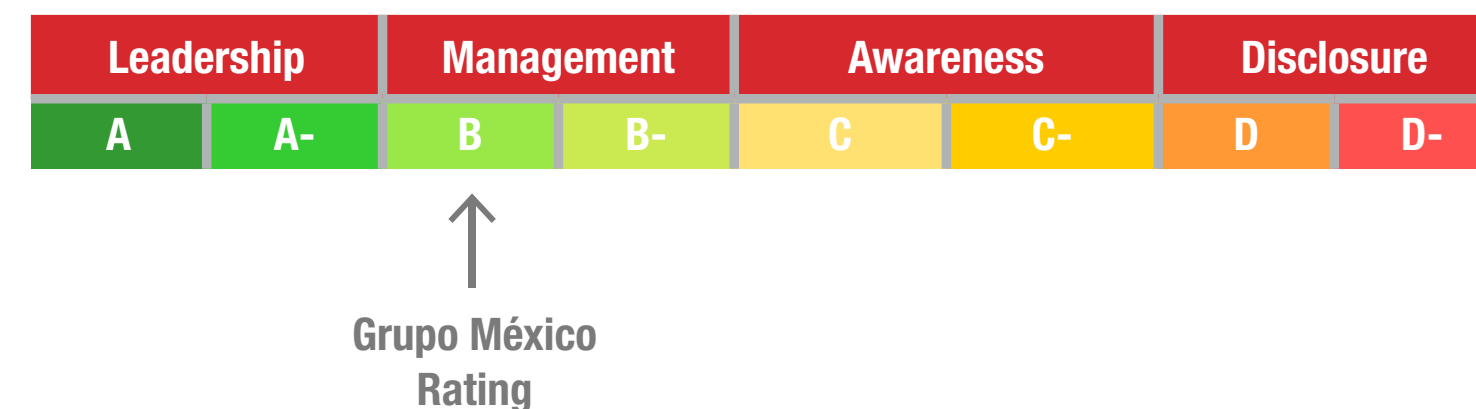 Leadership Management Awareness Disclosure
A A- B B- C C- D D-
Grupo México
Rating